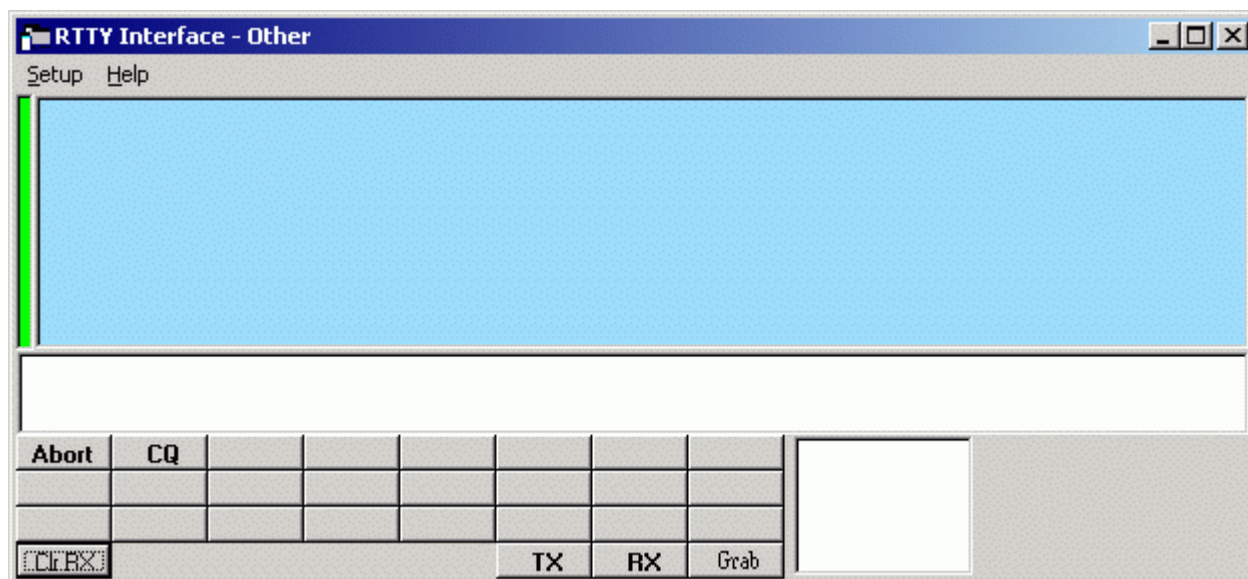 RTTY Interface - Other
Setup Help
Abort CQ
Clr.RX TX RX Grab